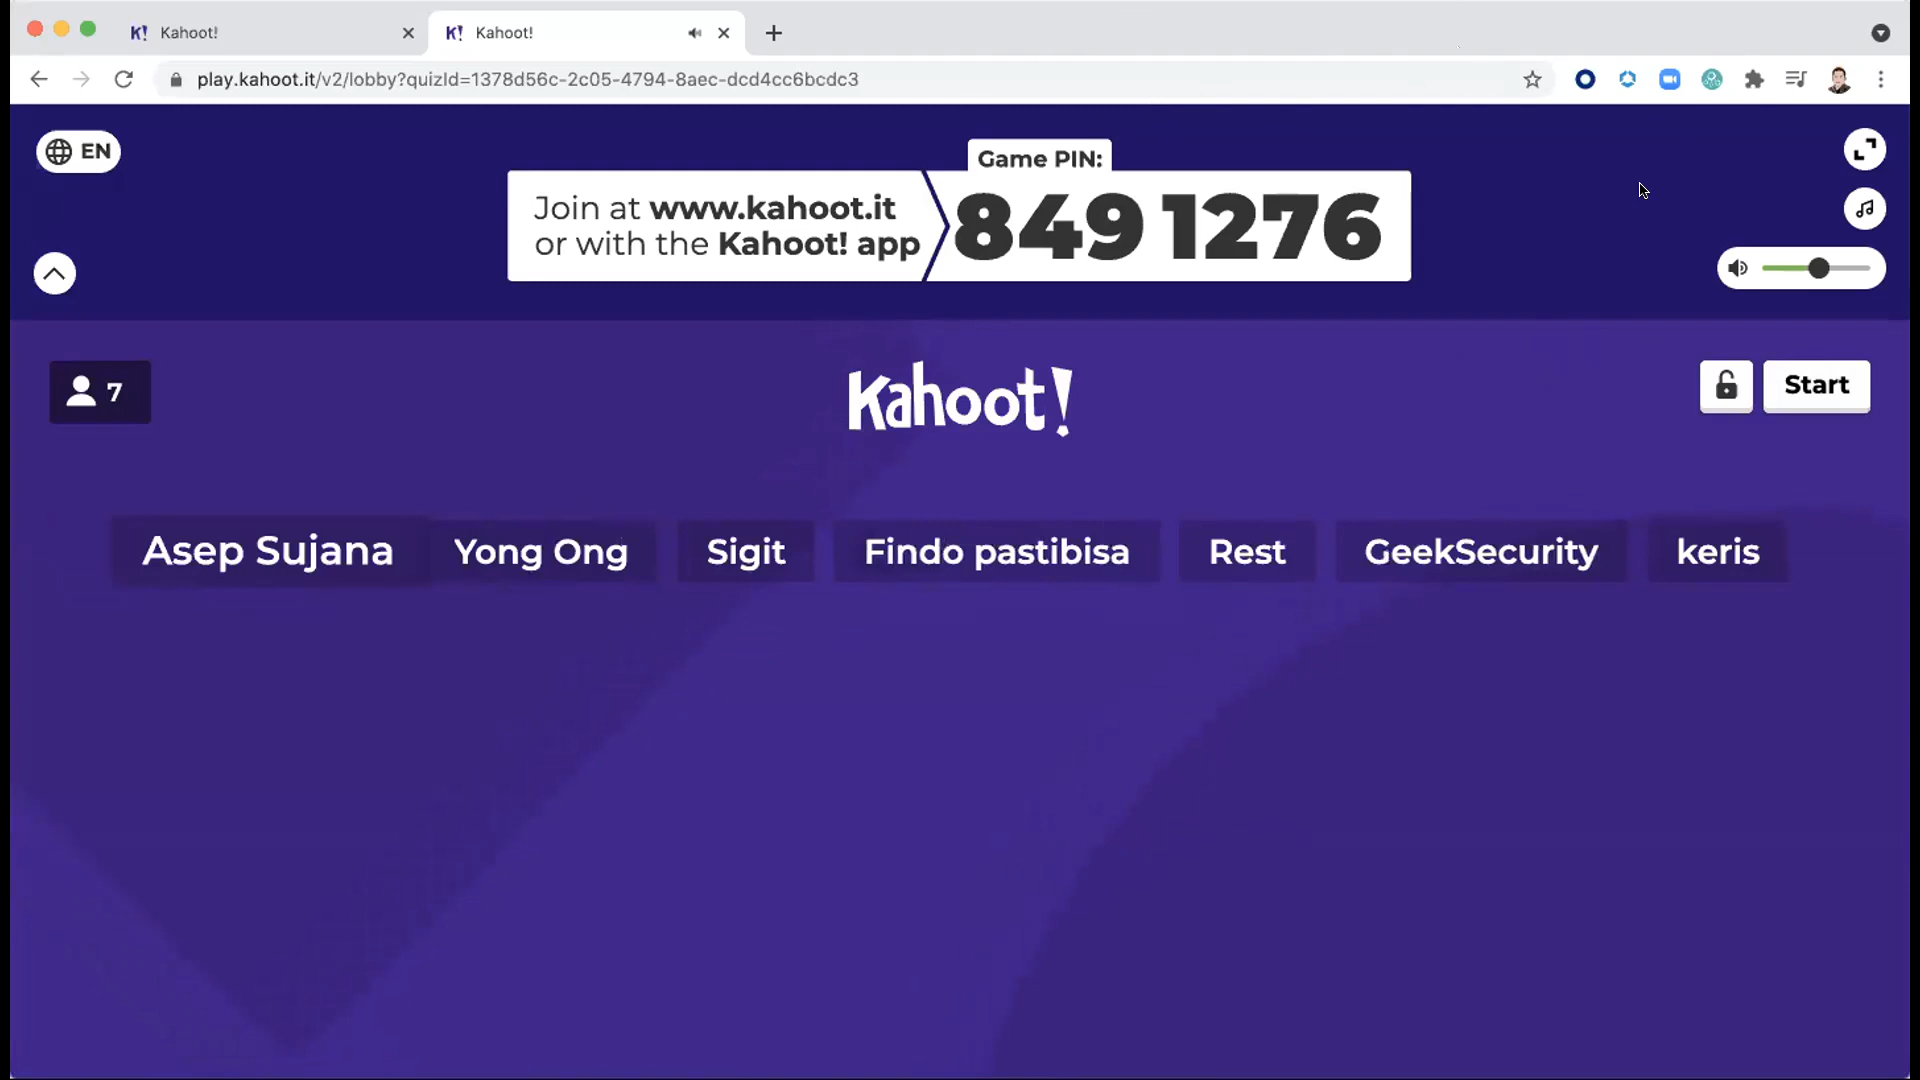 Kahoot!
Kahoot!
play.kahoot.it/v2/lobby?quizId=1378d56c-2c05-4794-8aec-dcd4cc6bcdc3
EN
Game PIN:
Join at www.kahoot.it
or with the Kahoot! app
849 1276
7
Kahoot!
Start
Asep Sujana Yong Ong Sigit Findo pastibisa Rest GeekSecurity keris